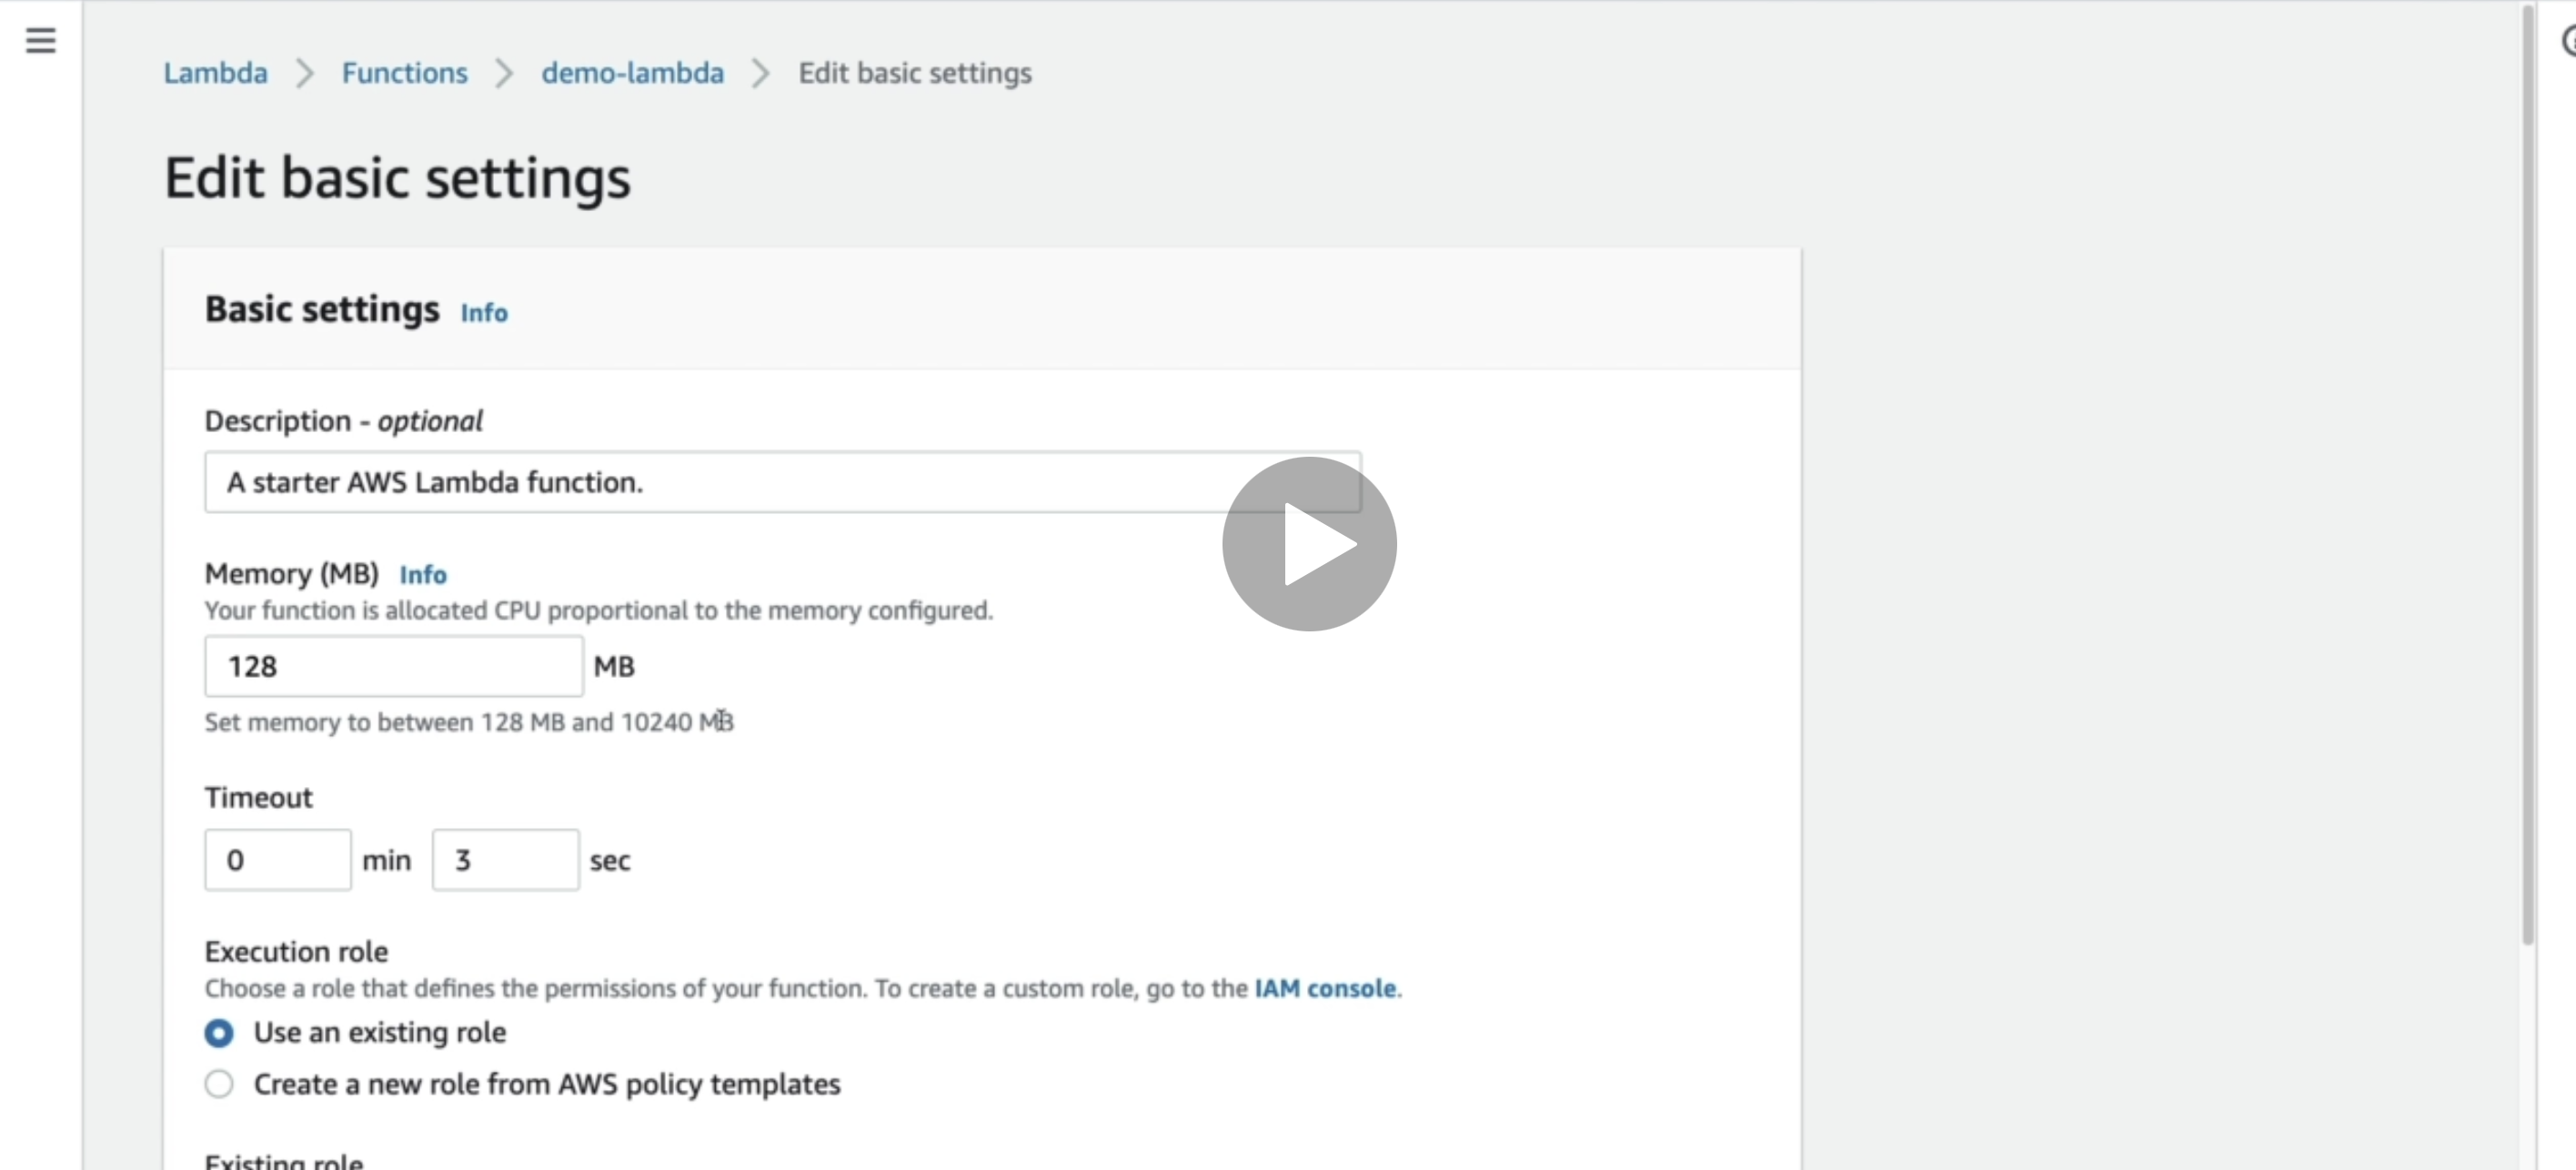 Lambda > Functions > demo-lambda > Edit basic settings
Edit basic settings
Basic settings Info
Description - optional
A starter AWS Lambda function.
Memory (MB) Info
Your function is allocated CPU proportional to the memory configured.
128 MB
Set memory to between 128 MB and 10240 MB
Timeout
0 min 3 sec
Execution role
Choose a role that defines the permissions of your function. To create a custom role, go to the IAM console.
Use an existing role
Create a new role from AWS policy templates
Existing role